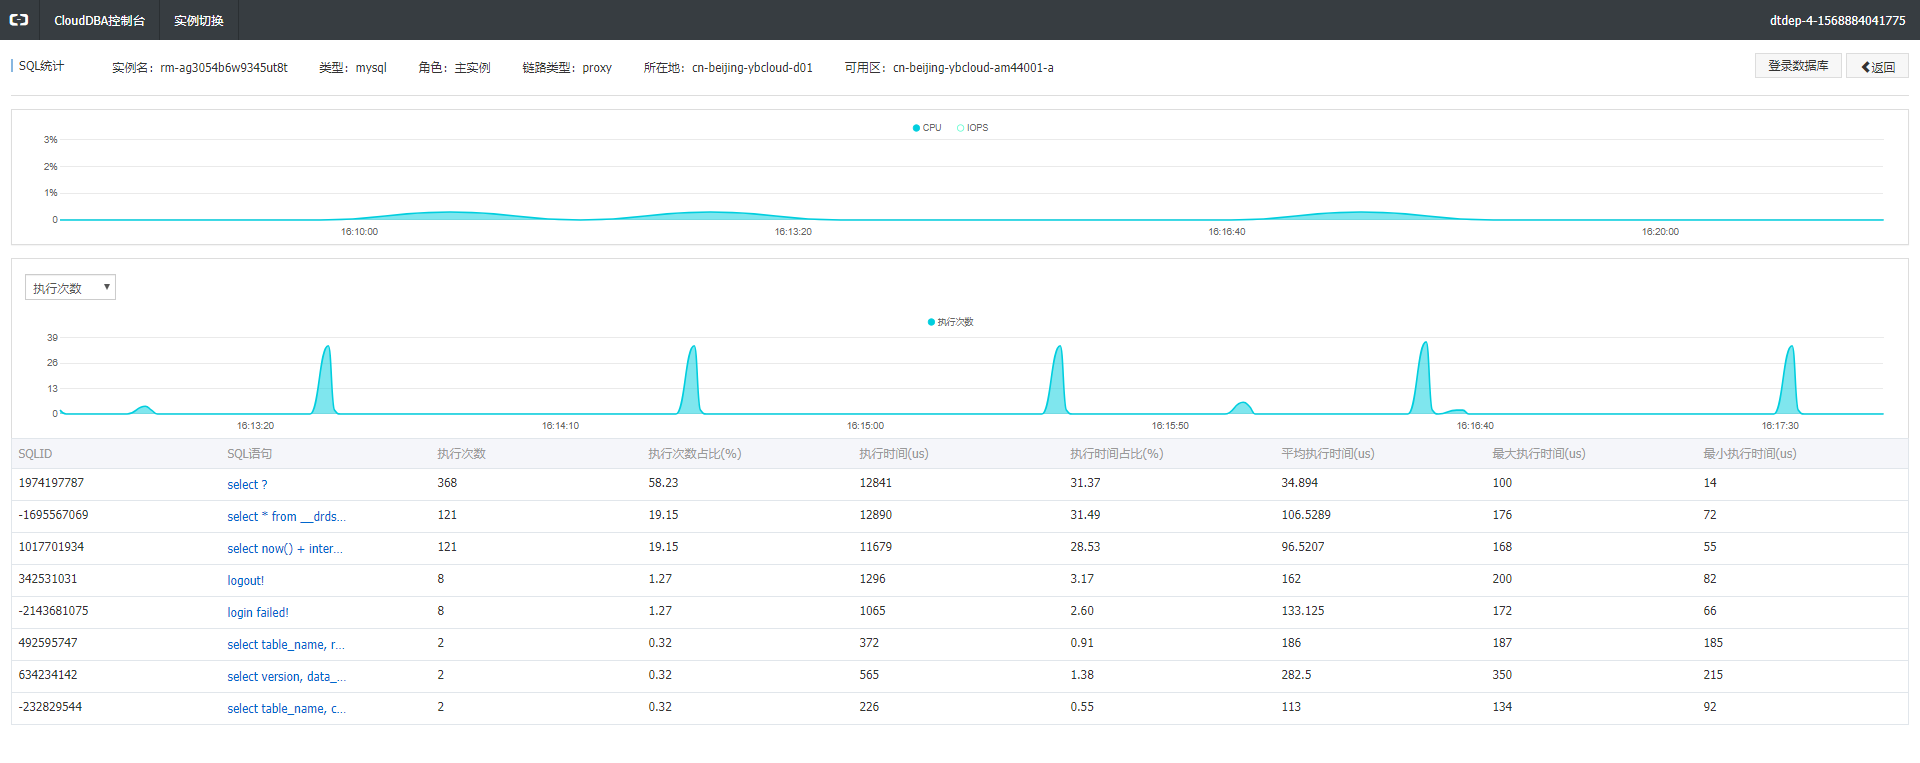 CloudDBA控制台 实例切换 dtdep-4-1568884041775
SQL统计 实例名：rm-ag3054b6w9345ut8t 类型：mysql 角色：主实例 链路类型：proxy 所在地：cn-beijing-ybcloud-d01 可用区：cn-beijing-ybcloud-am44001-a 登录数据库 返回
CPU IOPS
3%
2%
1%
0
16:10:00 16:13:20 16:16:40 16:20:00
执行次数
执行次数
39
26
13
0
16:13:20 16:14:10 16:15:00 16:15:50 16:16:40 16:17:30
SQLID SQL语句 执行次数 执行次数占比(%) 执行时间(us) 执行时间占比(%) 平均执行时间(us) 最大执行时间(us) 最小执行时间(us)
1974197787 select ? 368 58.23 12841 31.37 34.894 100 14
-1695567069 select * from __drds... 121 19.15 12890 31.49 106.5289 176 72
1017701934 select now() + inter... 121 19.15 11679 28.53 96.5207 168 55
342531031 logout! 8 1.27 1296 3.17 162 200 82
-2143681075 login failed! 8 1.27 1065 2.60 133.125 172 66
492595747 select table_name, r... 2 0.32 372 0.91 186 187 185
634234142 select version, data_... 2 0.32 565 1.38 282.5 350 215
-232829544 select table_name, c... 2 0.32 226 0.55 113 134 92